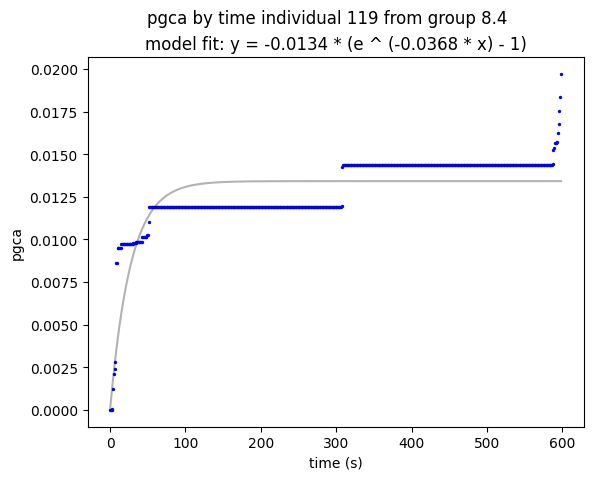 pgca by time individual 119 from group 8.4
model fit: y = -0.0134 * (e ^ (-0.0368 * x) - 1)
0.0200
0.0175
0.0150
0.0125
0.0100
0.0075
0.0050
0.0025
0.0000
pgca
0 100 200 300 400 500 600
time (s)